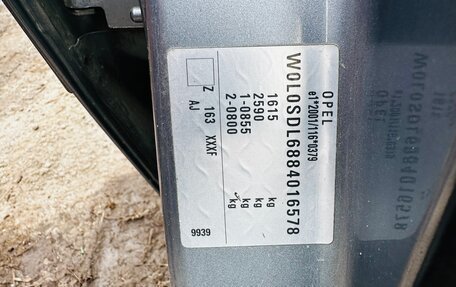 OPEL
e1*2001/116*0379
W0L0SDL6884016578
1615 kg
2590 kg
1-0855 kg
2-0800 kg
Z 163 XXXF
AJ
9939